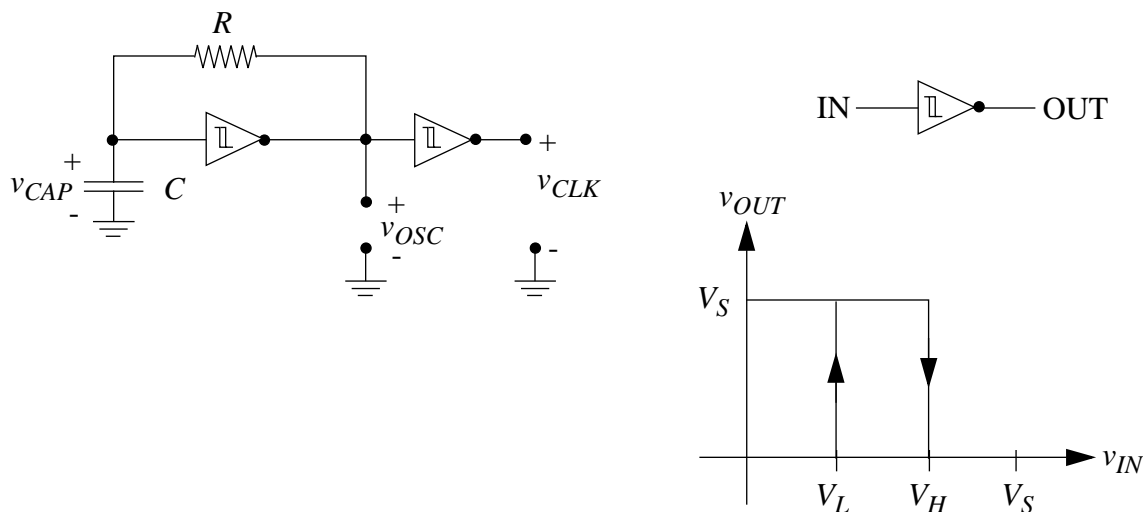 R
IN
OUT
+
v_CAP
-
C
+
v_OSC
-
+
v_CLK
-
v_OUT
V_S
v_IN
V_L
V_H
V_S